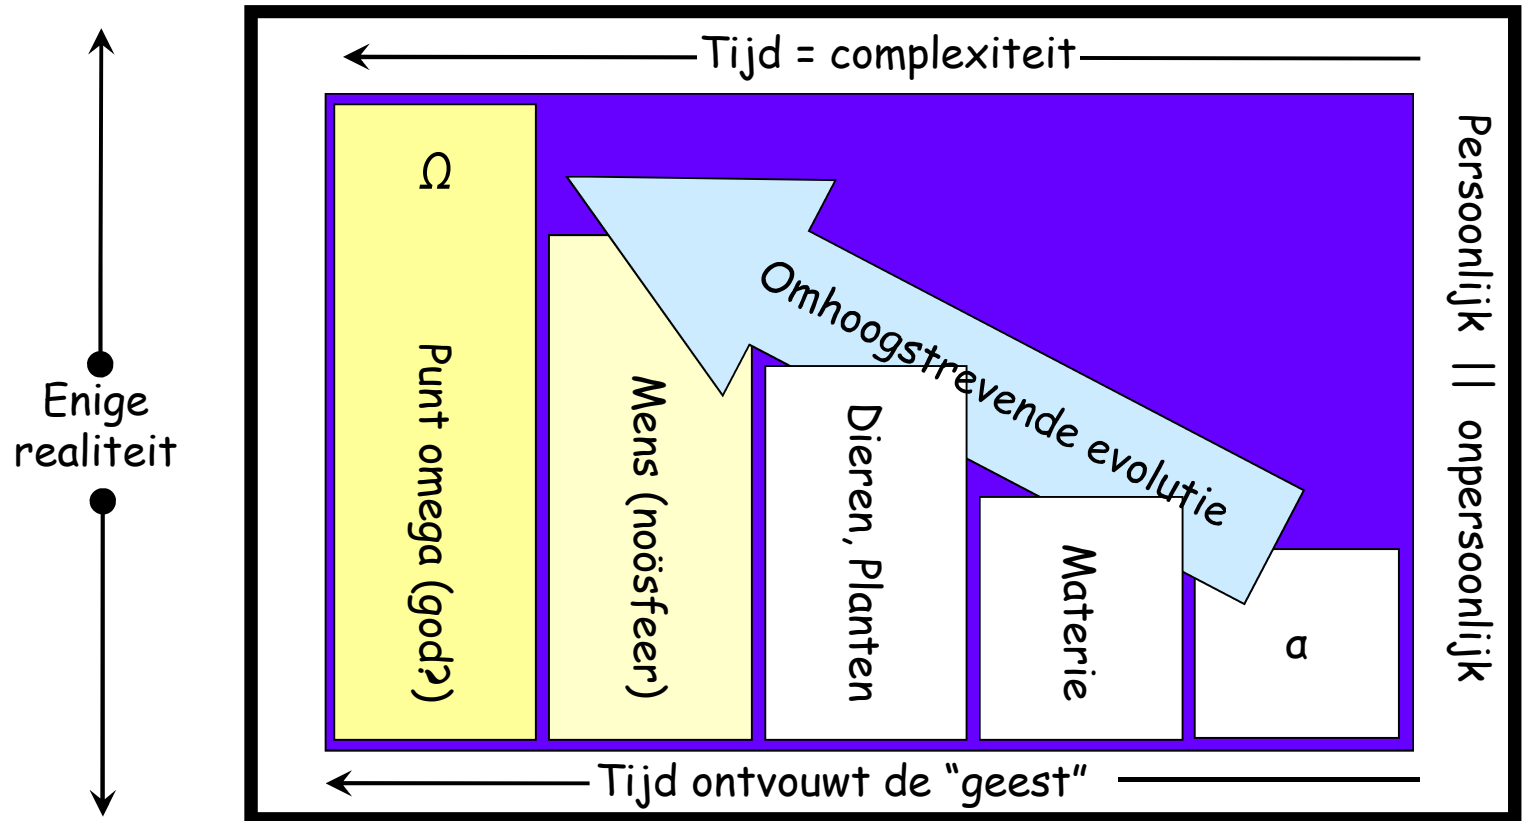 Tijd = complexiteit
Enige
realiteit
Ω
Punt omega (god?)
Mens (noösfeer)
Dieren, Planten
Materie
α
Omhoogstrevende evolutie
Persoonlijk || onpersoonlijk
Tijd ontvouwt de “geest”